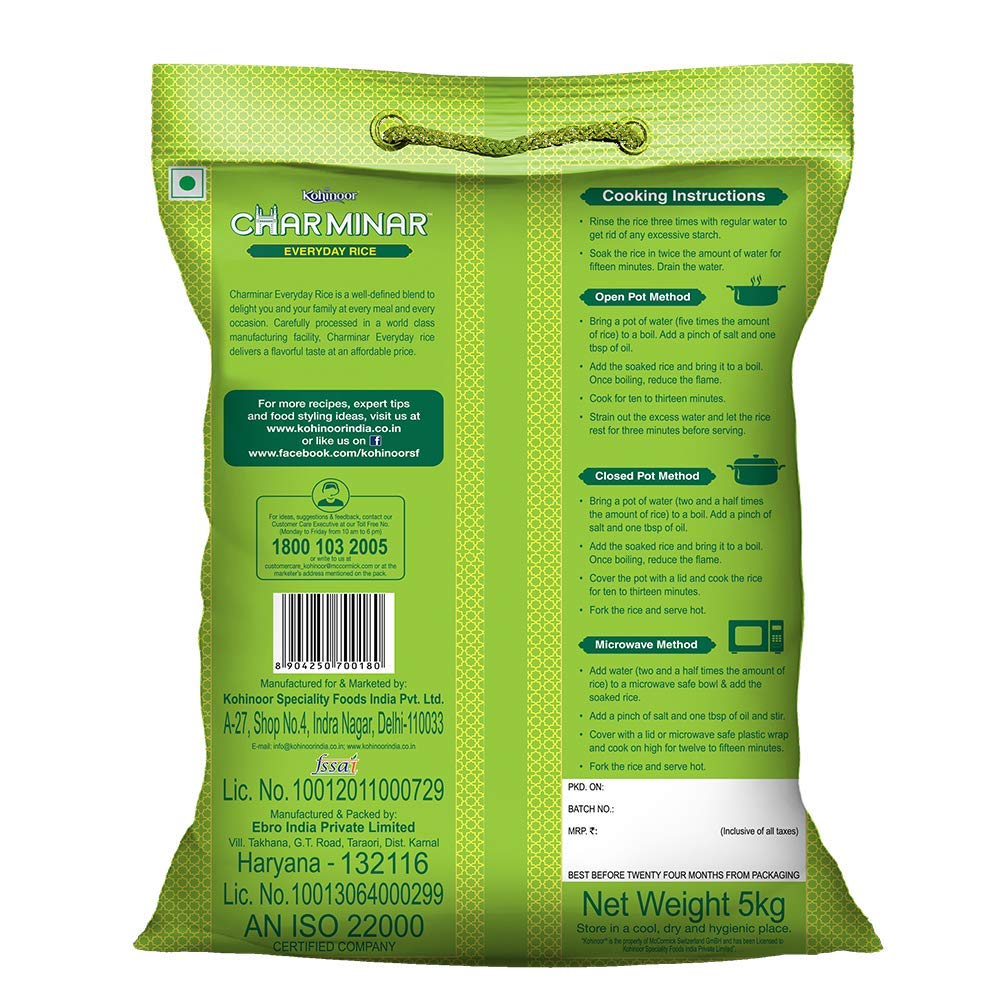 Kohinoor
CHARMINAR™
EVERYDAY RICE
Charminar Everyday Rice is a well-defined blend to
delight you and your family at every meal and every
occasion. Carefully processed in a world class
manufacturing facility, Charminar Everyday rice
delivers a flavorful taste at an affordable price.
For more recipes, expert tips
and food styling ideas, visit us at
www.kohinoorindia.co.in
or like us on f
www.facebook.com/kohinoorsf
For ideas, suggestions & feedback, contact our
Customer Care Executive at our Toll Free No.
(Monday to Friday from 10 am to 6 pm)
1800 103 2005
or write to us at
customercare_kohinoor@mccormick.com or at the
marketer's address mentioned on the pack.
8 904250 700180
Manufactured for & Marketed by:
Kohinoor Speciality Foods India Pvt. Ltd.
A-27, Shop No.4, Indra Nagar, Delhi-110033
E-mail: info@kohinoorindia.co.in; www.kohinoorindia.co.in
fssai
Lic. No. 10012011000729
Manufactured & Packed by:
Ebro India Private Limited
Vill. Takhana, G.T. Road, Taraori, Dist. Karnal
Haryana - 132116
Lic. No. 10013064000299
AN ISO 22000
CERTIFIED COMPANY
Cooking Instructions
• Rinse the rice three times with regular water to
get rid of any excessive starch.
• Soak the rice in twice the amount of water for
fifteen minutes. Drain the water.
Open Pot Method
• Bring a pot of water (five times the amount
of rice) to a boil. Add a pinch of salt and one
tbsp of oil.
• Add the soaked rice and bring it to a boil.
Once boiling, reduce the flame.
• Cook for ten to thirteen minutes.
• Strain out the excess water and let the rice
rest for three minutes before serving.
Closed Pot Method
• Bring a pot of water (two and a half times
the amount of rice) to a boil. Add a pinch of
salt and one tbsp of oil.
• Add the soaked rice and bring it to a boil.
Once boiling, reduce the flame.
• Cover the pot with a lid and cook the rice
for ten to thirteen minutes.
• Fork the rice and serve hot.
Microwave Method
• Add water (two and a half times the amount of
rice) to a microwave safe bowl & add the
soaked rice.
• Add a pinch of salt and one tbsp of oil and stir.
• Cover with a lid or microwave safe plastic wrap
and cook on high for twelve to fifteen minutes.
• Fork the rice and serve hot.
PKD. ON:
BATCH NO.:
MRP. ₹: (Inclusive of all taxes)
BEST BEFORE TWENTY FOUR MONTHS FROM PACKAGING
Net Weight 5kg
Store in a cool, dry and hygienic place.
"Kohinoor" is the property of McCormick Switzerland GmBH and has been Licensed to
Kohinoor Speciality Foods India Private Limited".